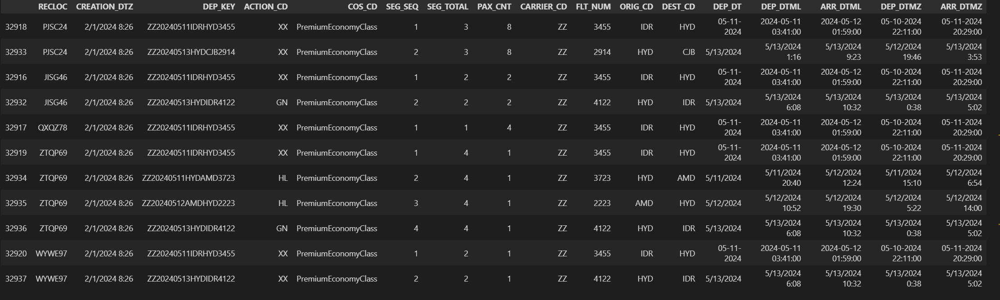 RECLOC CREATION_DTZ DEP_KEY ACTION_CD COS_CD SEG_SEQ SEG_TOTAL PAX_CNT CARRIER_CD FLT_NUM ORIG_CD DEST_CD DEP_DT DEP_DTML ARR_DTML DEP_DTMZ ARR_DTMZ
05-11- 2024-05-11 2024-05-12 05-10-2024 05-11-2024
32918 PJSC24 2/1/2024 8:26 ZZ20240511IDRHYD3455 XX PremiumEconomyClass 1 3 8 ZZ 3455 IDR HYD
2024 03:41:00 01:59:00 22:11:00 20:29:00
5/13/2024 5/13/2024 5/12/2024 5/13/2024
32933 PJSC24 2/1/2024 8:26 ZZ20240513HYDCJB2914 XX PremiumEconomyClass 2 3 8 ZZ 2914 HYD CJB 5/13/2024
1:16 9:23 19:46 3:53
05-11- 2024-05-11 2024-05-12 05-10-2024 05-11-2024
32916 JISG46 2/1/2024 8:26 ZZ20240511IDRHYD3455 XX PremiumEconomyClass 1 2 2 ZZ 3455 IDR HYD
2024 03:41:00 01:59:00 22:11:00 20:29:00
5/13/2024 5/13/2024 5/13/2024 5/13/2024
32932 JISG46 2/1/2024 8:26 ZZ20240513HYDIDR4122 GN PremiumEconomyClass 2 2 2 ZZ 4122 HYD IDR 5/13/2024
6:08 10:32 0:38 5:02
05-11- 2024-05-11 2024-05-12 05-10-2024 05-11-2024
32917 QXQZ78 2/1/2024 8:26 ZZ20240511IDRHYD3455 XX PremiumEconomyClass 1 1 4 ZZ 3455 IDR HYD
2024 03:41:00 01:59:00 22:11:00 20:29:00
05-11- 2024-05-11 2024-05-12 05-10-2024 05-11-2024
32919 ZTQP69 2/1/2024 8:26 ZZ20240511IDRHYD3455 XX PremiumEconomyClass 1 4 1 ZZ 3455 IDR HYD
2024 03:41:00 01:59:00 22:11:00 20:29:00
5/11/2024 5/12/2024 5/11/2024 5/12/2024
32934 ZTQP69 2/1/2024 8:26 ZZ20240511HYDAMD3723 HL PremiumEconomyClass 2 4 1 ZZ 3723 HYD AMD 5/11/2024
20:40 12:24 15:10 6:54
5/12/2024 5/12/2024 5/12/2024 5/12/2024
32935 ZTQP69 2/1/2024 8:26 ZZ20240512AMDHYD2223 HL PremiumEconomyClass 3 4 1 ZZ 2223 AMD HYD 5/12/2024
10:52 19:30 5:22 14:00
5/13/2024 5/13/2024 5/13/2024 5/13/2024
32936 ZTQP69 2/1/2024 8:26 ZZ20240513HYDIDR4122 GN PremiumEconomyClass 4 4 1 ZZ 4122 HYD IDR 5/13/2024
6:08 10:32 0:38 5:02
05-11- 2024-05-11 2024-05-12 05-10-2024 05-11-2024
32920 WYWE97 2/1/2024 8:26 ZZ20240511IDRHYD3455 XX PremiumEconomyClass 1 2 1 ZZ 3455 IDR HYD
2024 03:41:00 01:59:00 22:11:00 20:29:00
5/13/2024 5/13/2024 5/13/2024 5/13/2024
32937 WYWE97 2/1/2024 8:26 ZZ20240513HYDIDR4122 XX PremiumEconomyClass 2 2 1 ZZ 4122 HYD IDR 5/13/2024
6:08 10:32 0:38 5:02